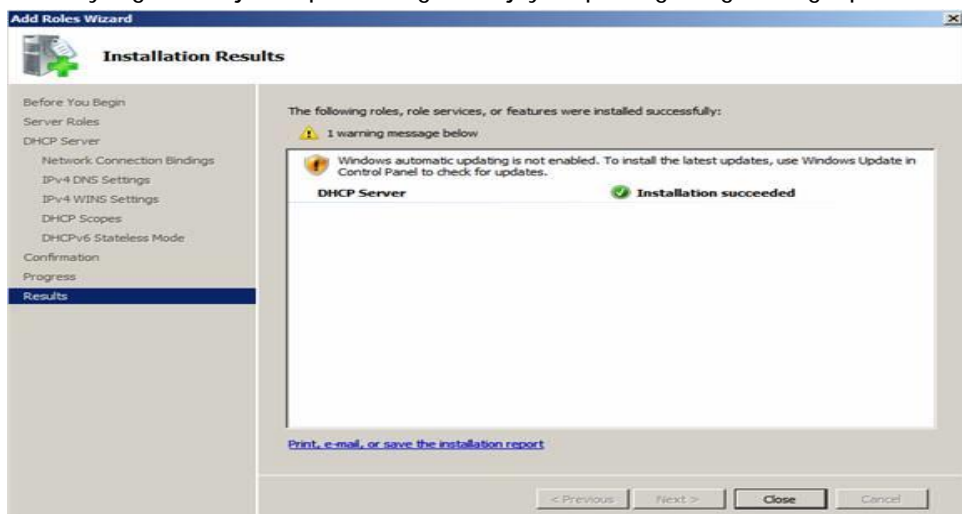 Add Roles Wizard
Installation Results
Before You Begin
Server Roles
DHCP Server
Network Connection Bindings
IPv4 DNS Settings
IPv4 WINS Settings
DHCP Scopes
DHCPv6 Stateless Mode
Confirmation
Progress
Results
The following roles, role services, or features were installed successfully:
1 warning message below
Windows automatic updating is not enabled. To install the latest updates, use Windows Update in
Control Panel to check for updates.
DHCP Server
Installation succeeded
Print, e-mail, or save the installation report
< Previous
Next >
Close
Cancel